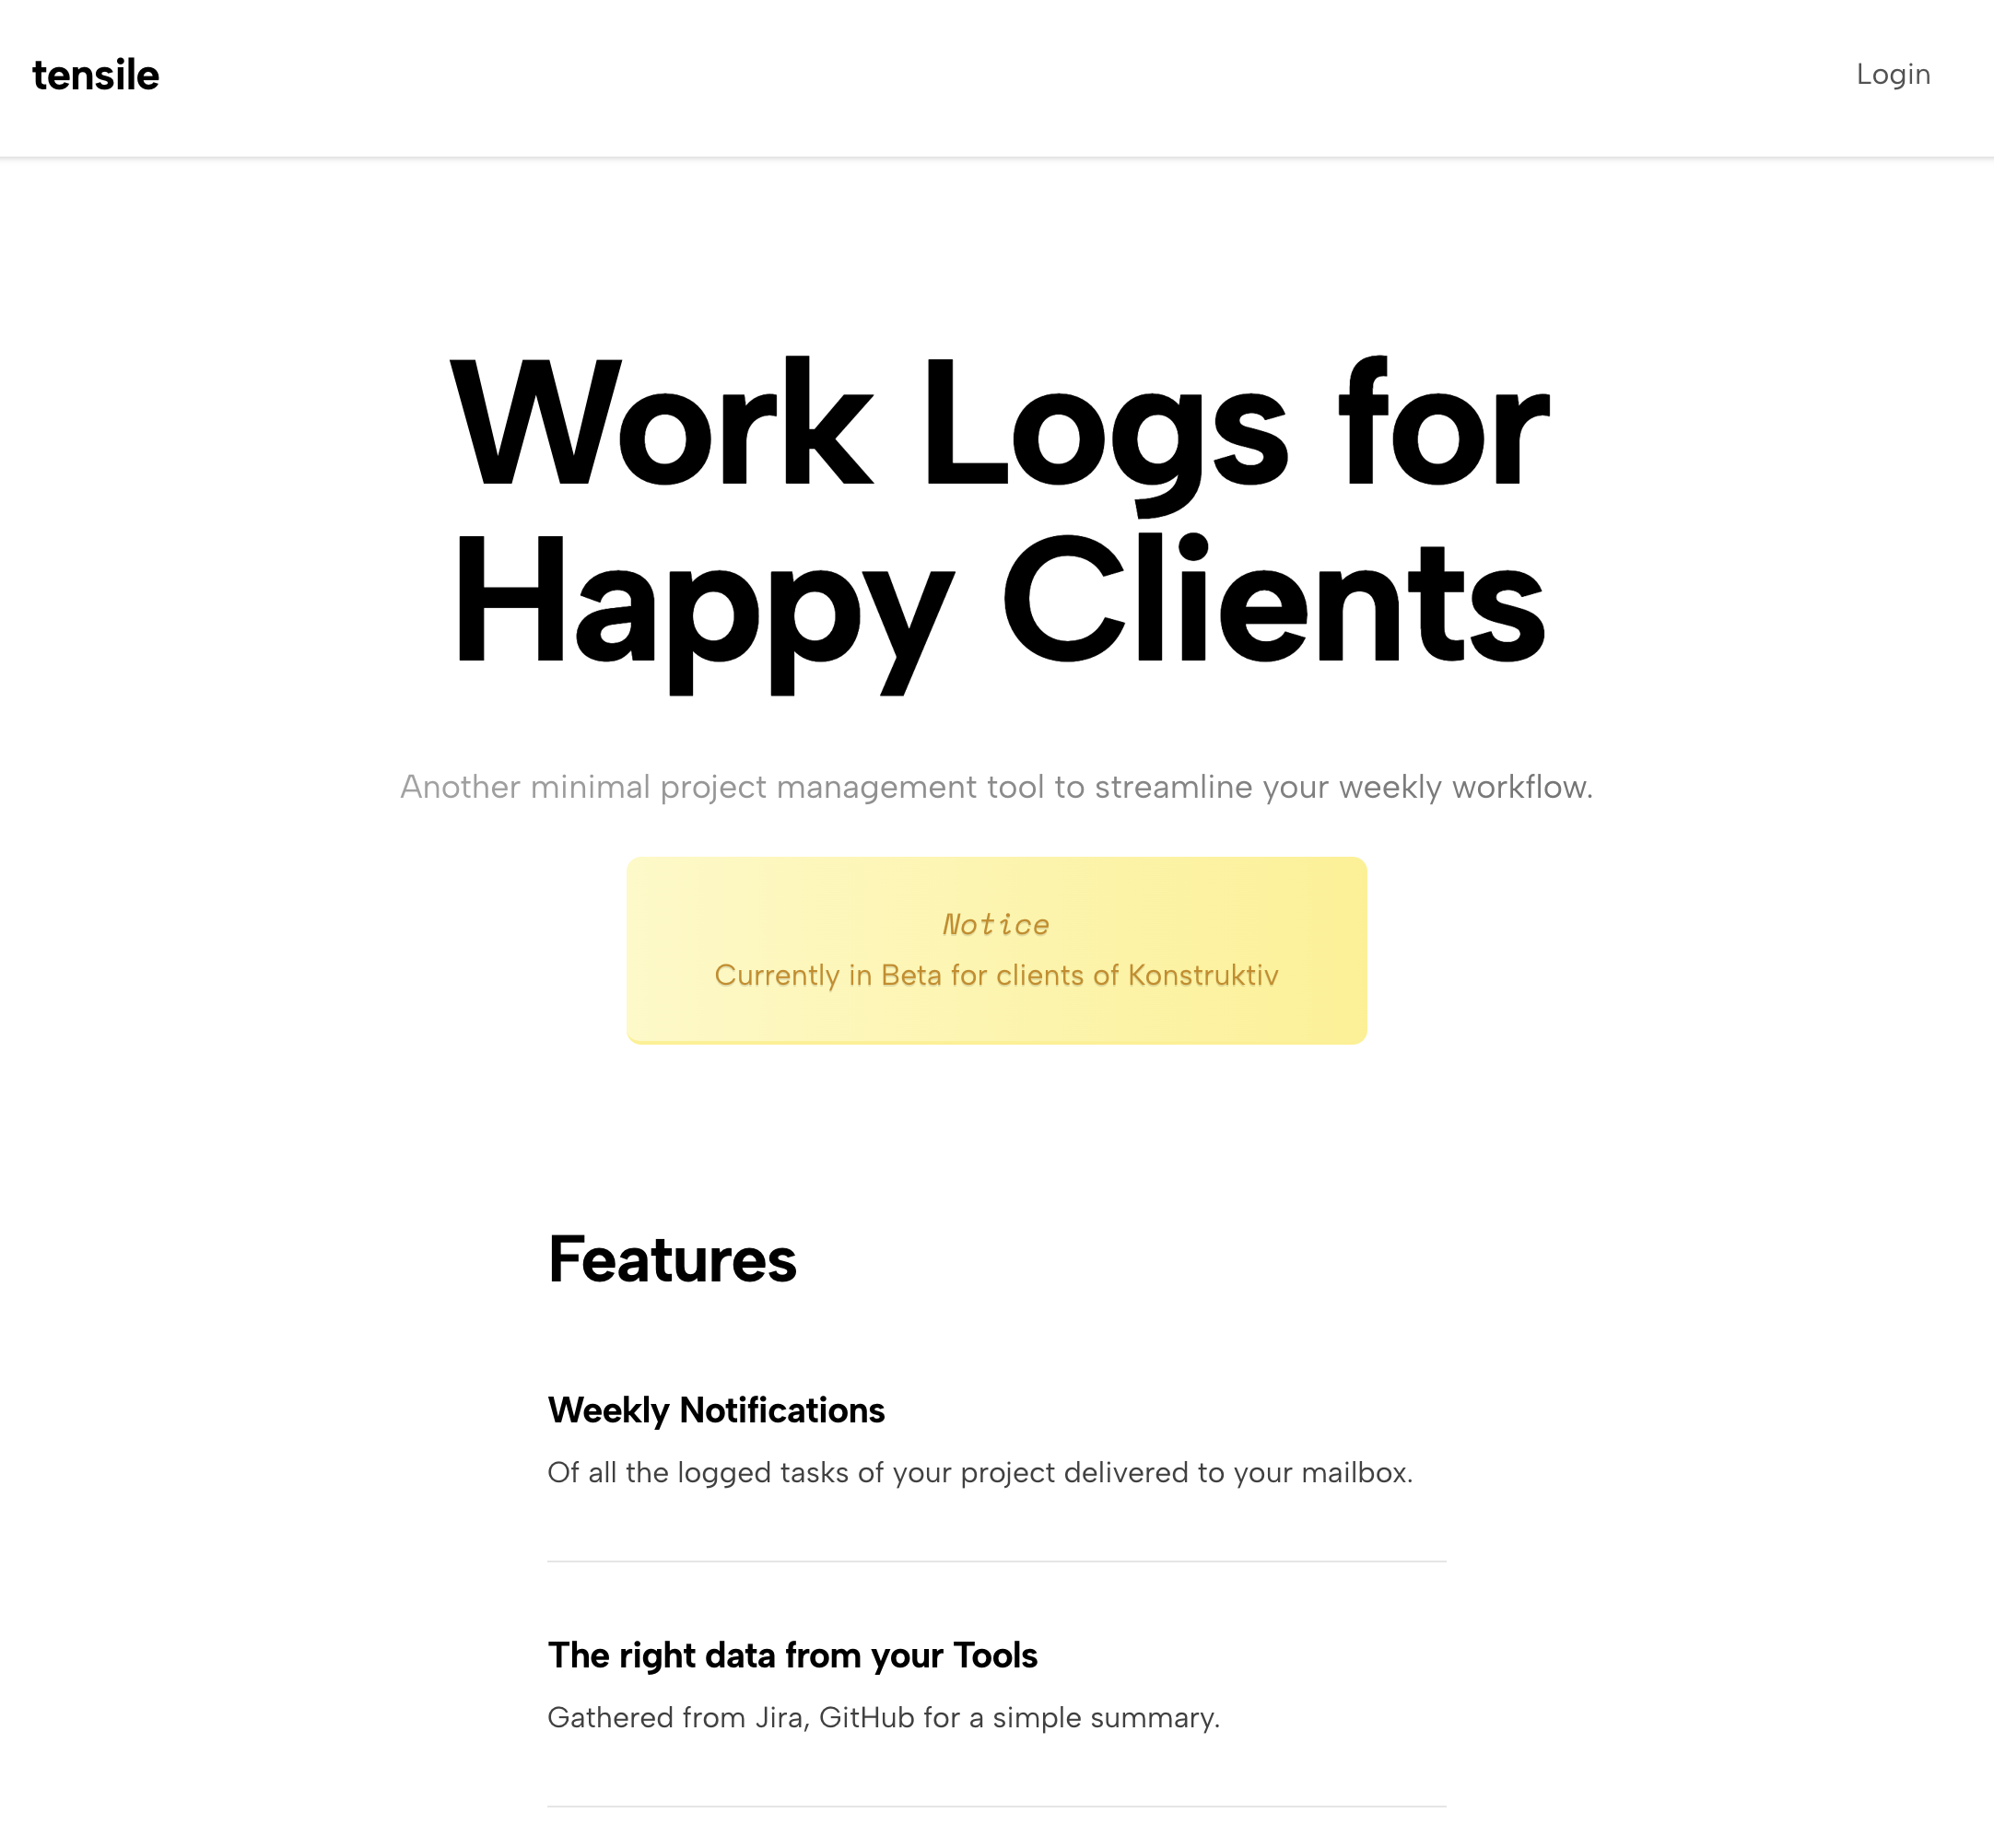 tensile
Login
Work Logs for
Happy Clients
Another minimal project management tool to streamline your weekly workflow.
Notice
Currently in Beta for clients of Konstruktiv
Features
Weekly Notifications
Of all the logged tasks of your project delivered to your mailbox.
The right data from your Tools
Gathered from Jira, GitHub for a simple summary.